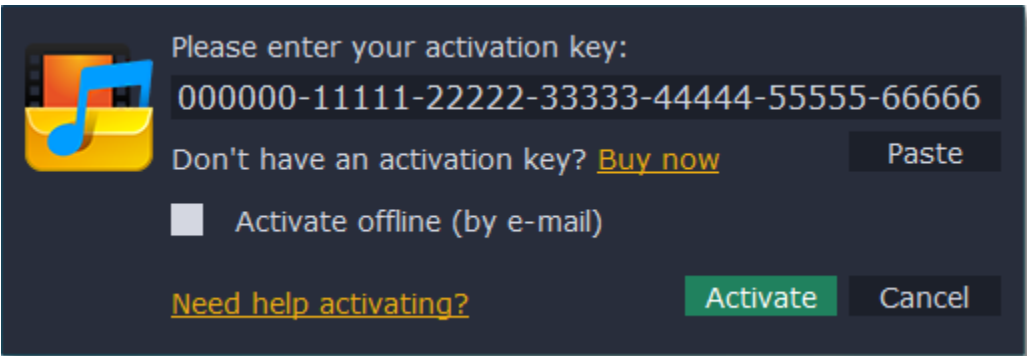 Please enter your activation key:
000000-11111-22222-33333-44444-55555-66666
Don't have an activation key? Buy now
Paste
Activate offline (by e-mail)
Need help activating?
Activate
Cancel